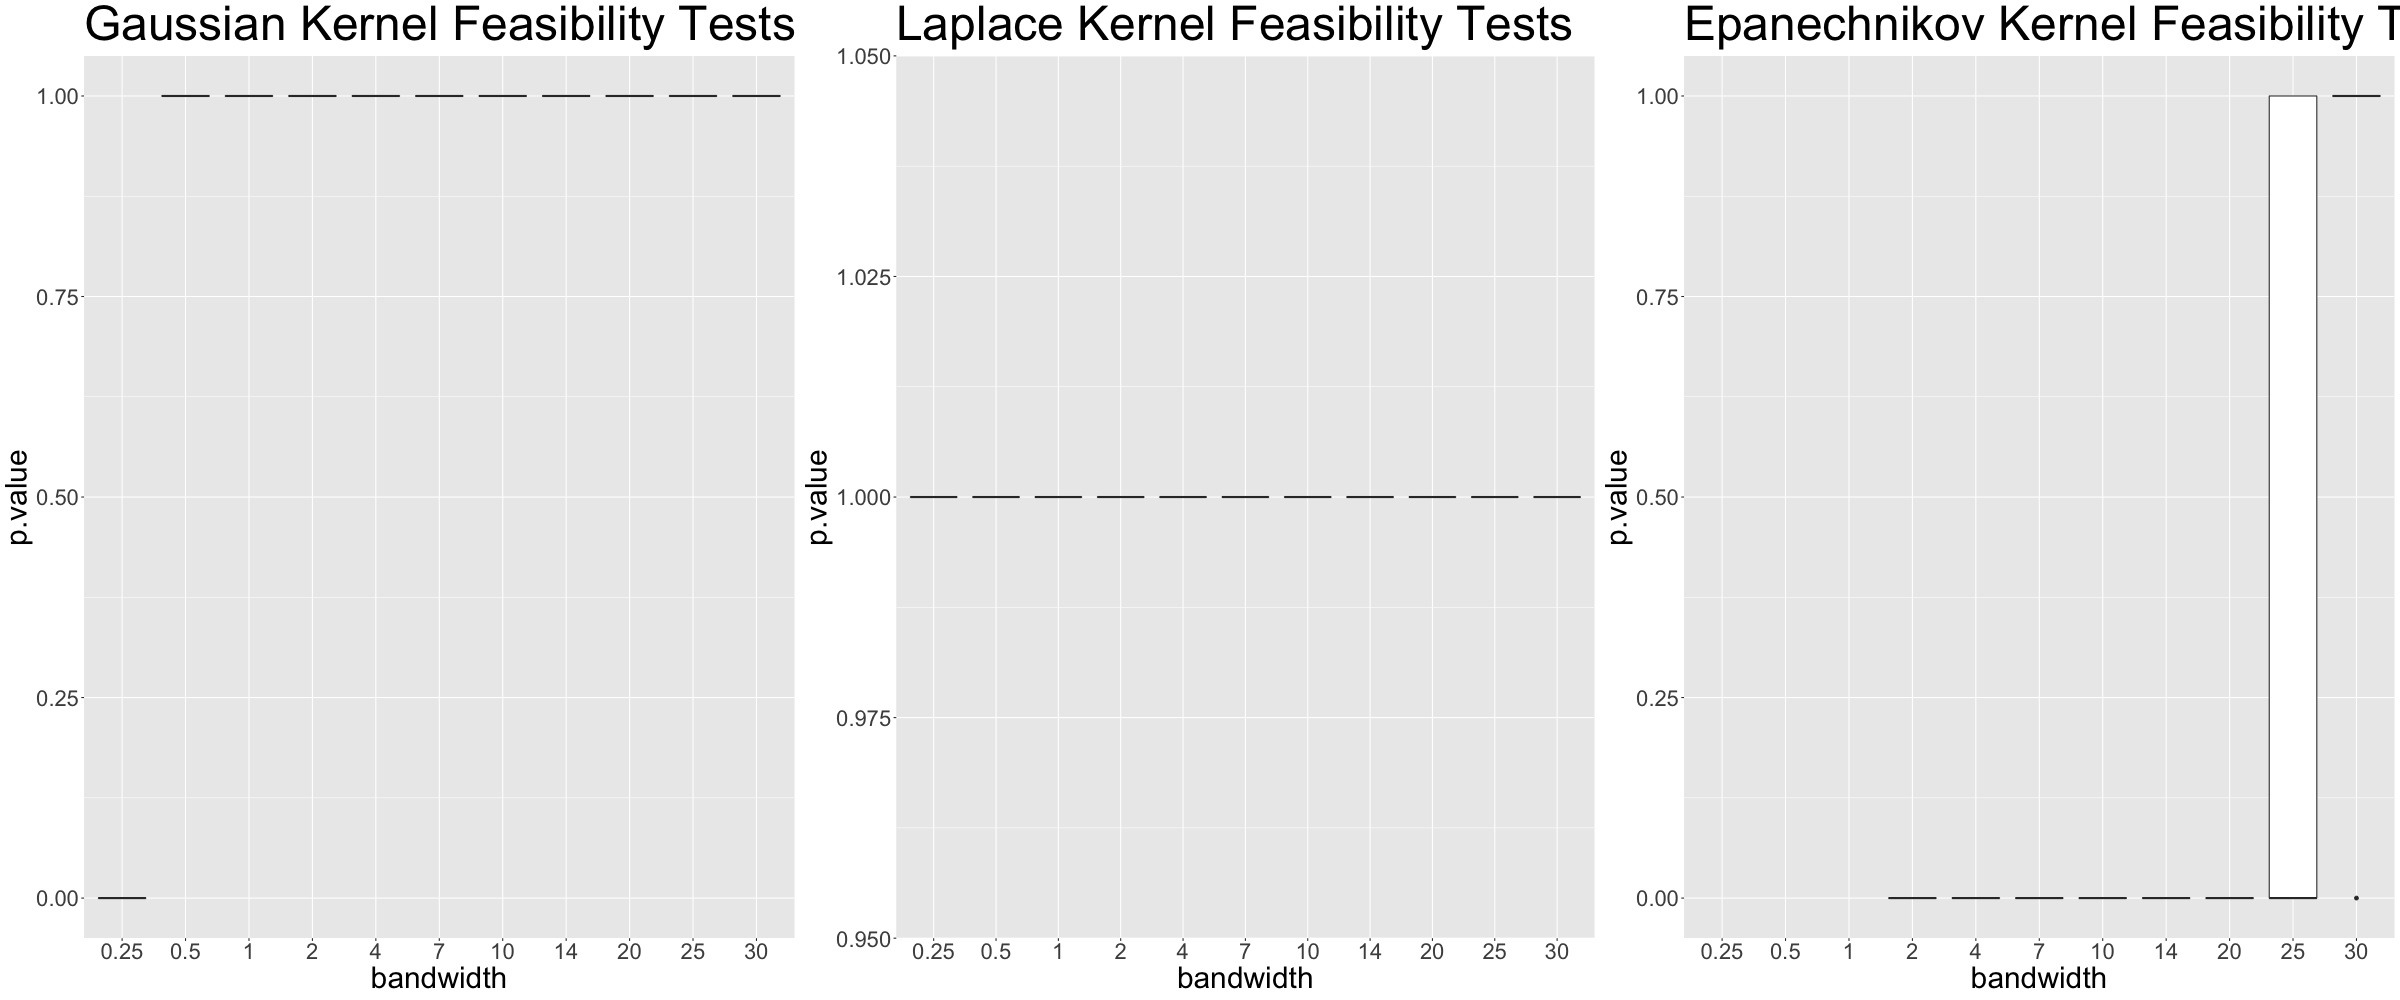 Gaussian Kernel Feasibility Tests
1.00
0.75
0.50
0.25
0.00
p.value
0.25 0.5 1 2 4 7 10 14 20 25 30
bandwidth
Laplace Kernel Feasibility Tests
1.050
1.025
1.000
0.975
0.950
p.value
0.25 0.5 1 2 4 7 10 14 20 25 30
bandwidth
Epanechnikov Kernel Feasibility T
1.00
0.75
0.50
0.25
0.00
p.value
0.25 0.5 1 2 4 7 10 14 20 25 30
bandwidth